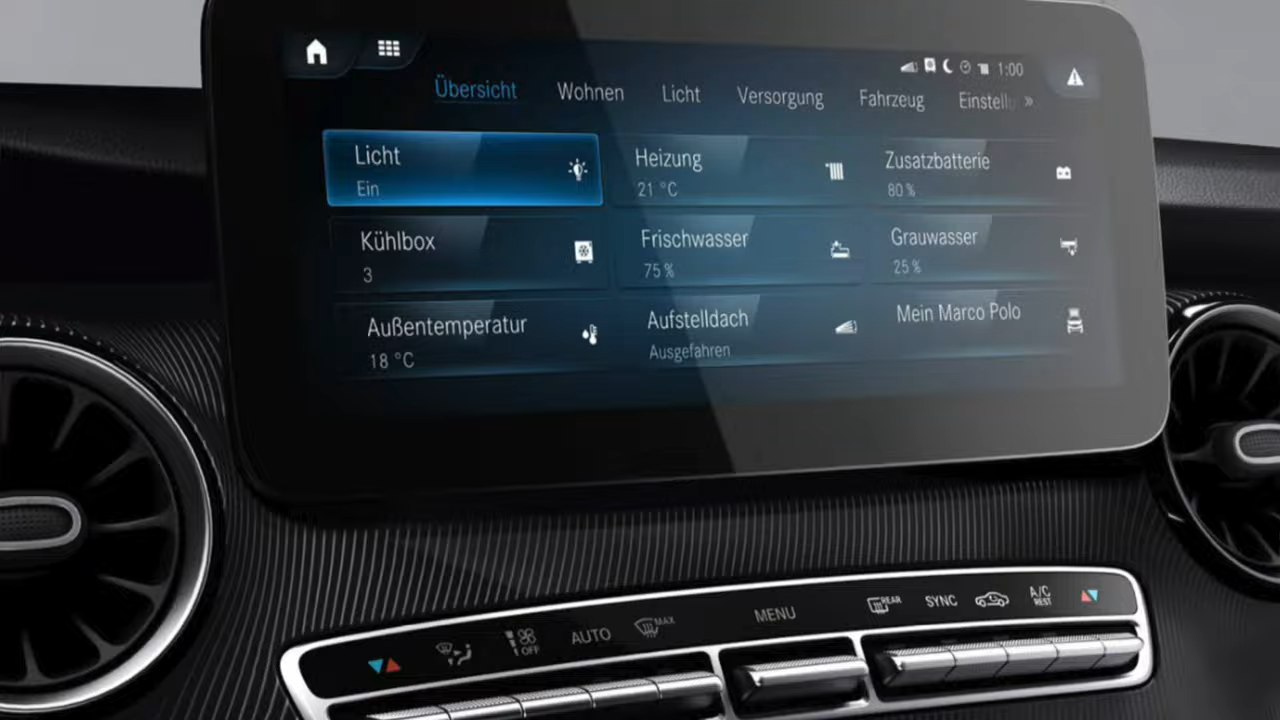 1:00
Übersicht Wohnen Licht Versorgung Fahrzeug Einstellu »
Licht
Ein
Heizung
21 °C
Zusatzbatterie
80 %
Kühlbox
3
Frischwasser
75 %
Grauwasser
25 %
Außentemperatur
18 °C
Aufstelldach
Ausgefahren
Mein Marco Polo
OFF
AUTO
MAX
MENU
REAR
SYNC
A/C
REST